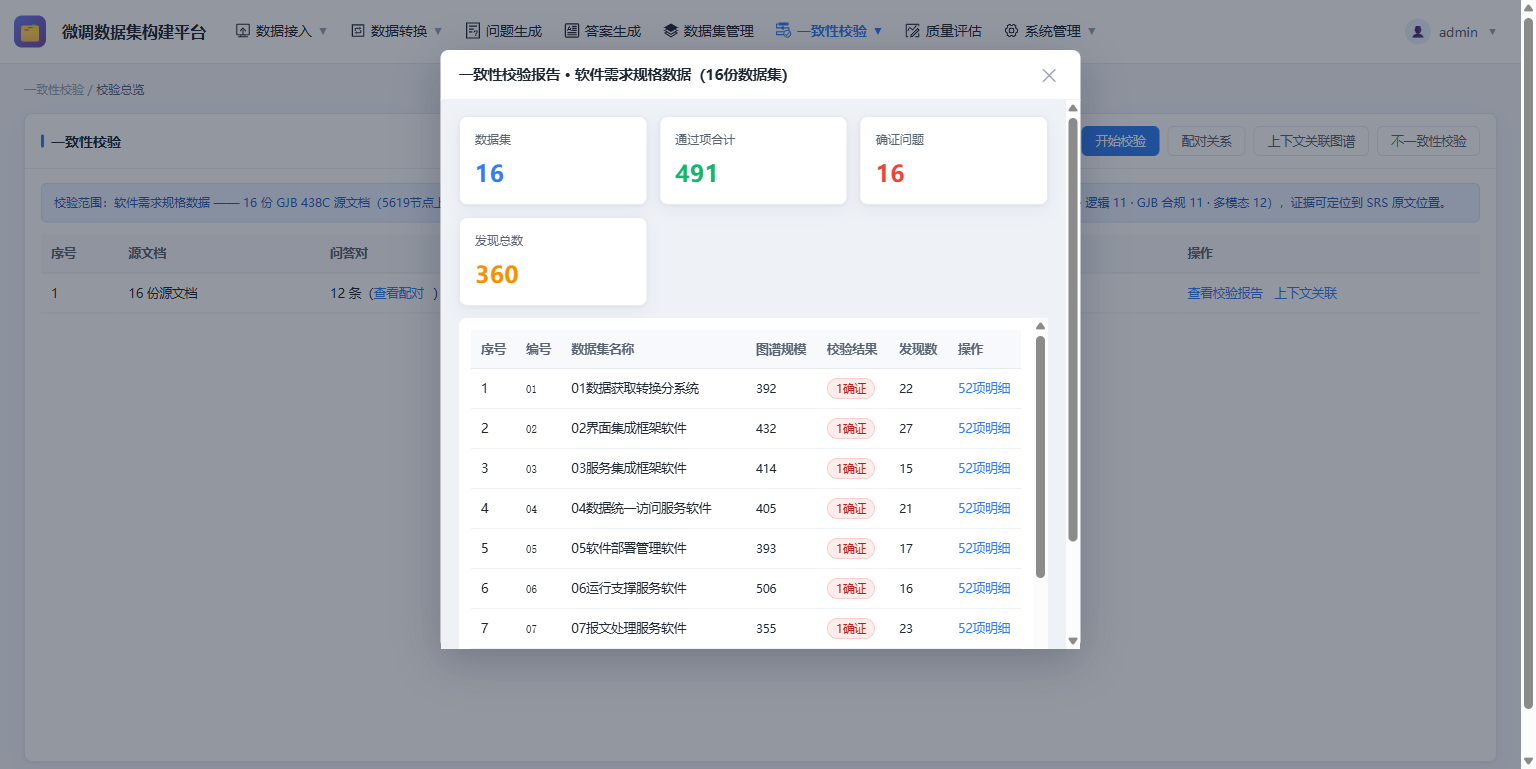 微调数据集构建平台 数据接入 数据转换 问题生成 答案生成 数据集管理 一致性校验 质量评估 系统管理 admin
一致性校验 / 校验总览
一致性校验 开始校验 配对关系 上下文关联图谱 不一致性校验
校验范围：软件需求规格数据 —— 16 份 GJB 438C 源文档（5619节点上
· 逻辑 11 · GJB 合规 11 · 多模态 12），证据可定位到 SRS 原文位置。
序号 源文档 问答对 操作
1 16 份源文档 12 条（查看配对 ） 查看校验报告 上下文关联
一致性校验报告 • 软件需求规格数据（16份数据集）
数据集 通过项合计 确证问题
16 491 16
发现总数
360
序号 编号 数据集名称 图谱规模 校验结果 发现数 操作
1 01 01数据获取转换分系统 392 1确证 22 52项明细
2 02 02界面集成框架软件 432 1确证 27 52项明细
3 03 03服务集成框架软件 414 1确证 15 52项明细
4 04 04数据统一访问服务软件 405 1确证 21 52项明细
5 05 05软件部署管理软件 393 1确证 17 52项明细
6 06 06运行支撑服务软件 506 1确证 16 52项明细
7 07 07报文处理服务软件 355 1确证 23 52项明细